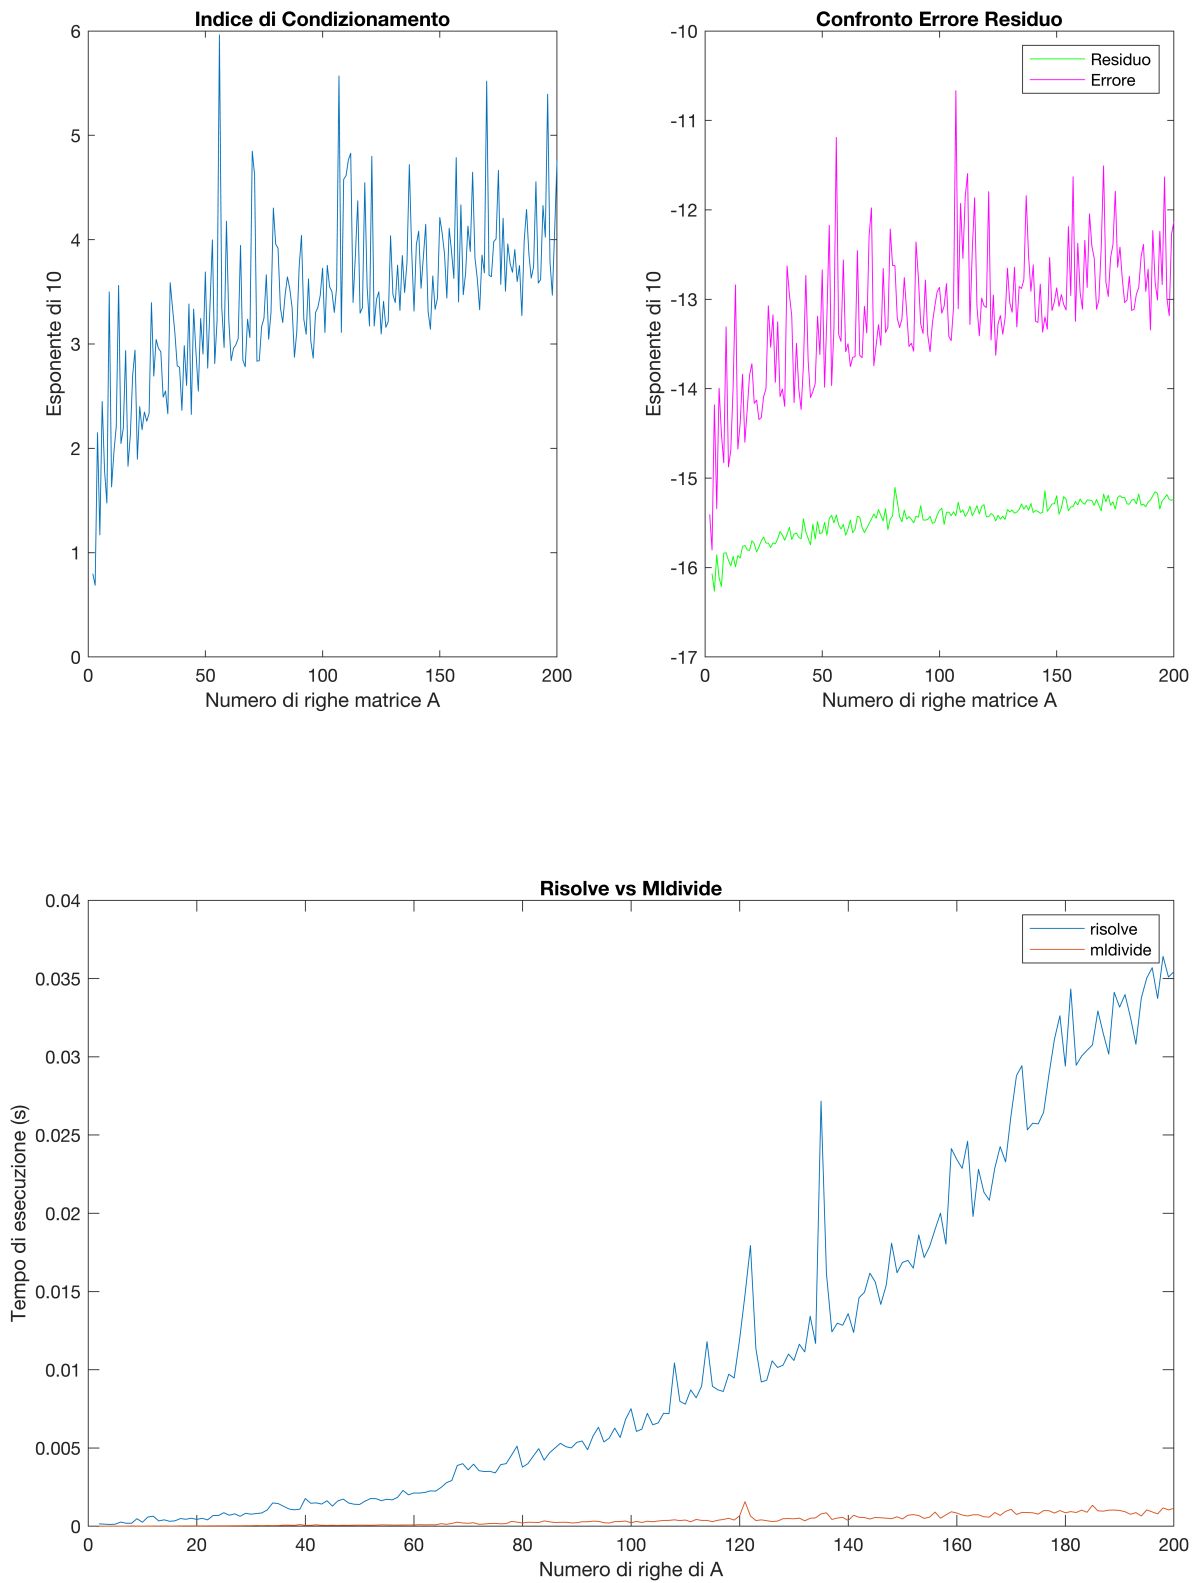 Indice di Condizionamento
6
5
4
3
2
1
0
Esponente di 10
0 50 100 150 200
Numero di righe matrice A
Confronto Errore Residuo
-10
-11
-12
-13
-14
-15
-16
-17
Esponente di 10
Residuo
Errore
0 50 100 150 200
Numero di righe matrice A
Risolve vs Mldivide
0.04
0.035
0.03
0.025
0.02
0.015
0.01
0.005
0
Tempo di esecuzione (s)
risolve
mldivide
0 20 40 60 80 100 120 140 160 180 200
Numero di righe di A